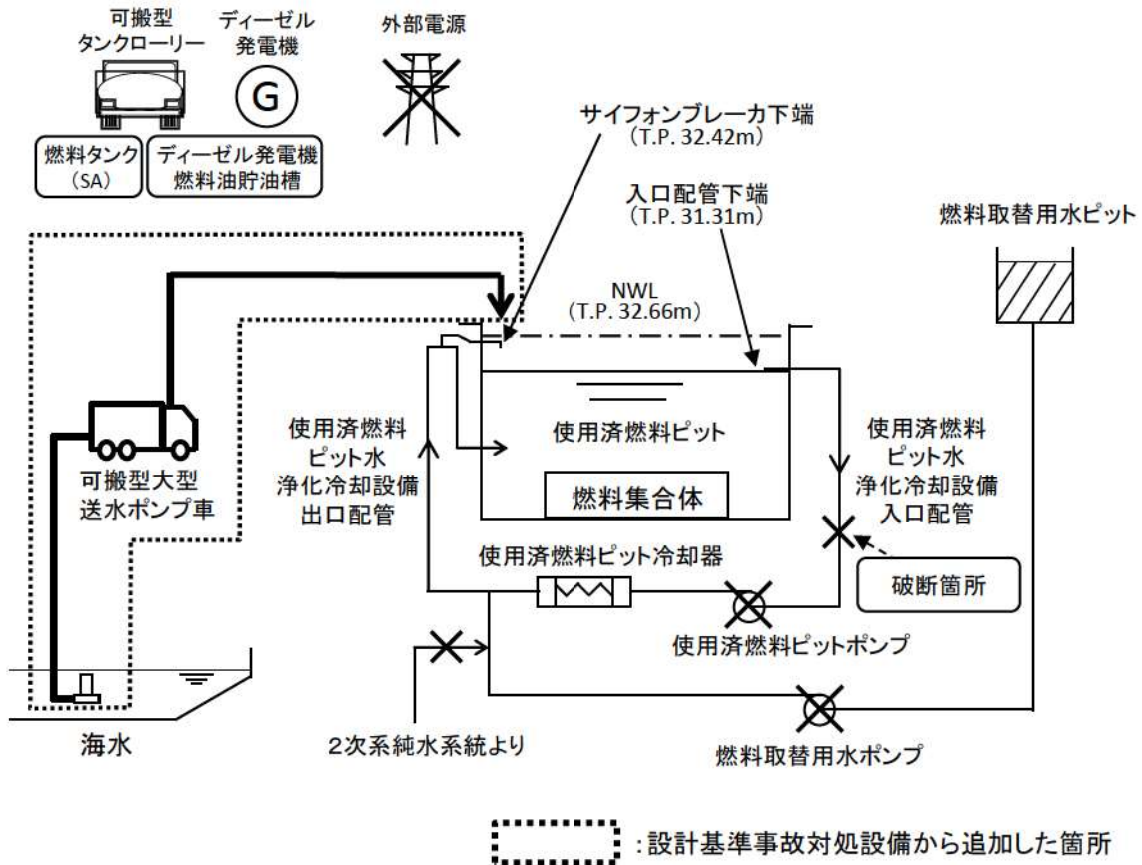 可搬型
タンクローリー
ディーゼル
発電機
外部電源
G
燃料タンク
(SA)
ディーゼル発電機
燃料油貯油槽
サイフォンブレーカ下端
(T.P. 32.42m)
入口配管下端
(T.P. 31.31m)
燃料取替用水ピット
NWL
(T.P. 32.66m)
使用済燃料
ピット水
浄化冷却設備
出口配管
使用済燃料ピット
使用済燃料
ピット水
浄化冷却設備
入口配管
可搬型大型
送水ポンプ車
燃料集合体
使用済燃料ピット冷却器
破断箇所
使用済燃料ピットポンプ
海水
2次系純水系統より
燃料取替用水ポンプ
:設計基準事故対処設備から追加した箇所